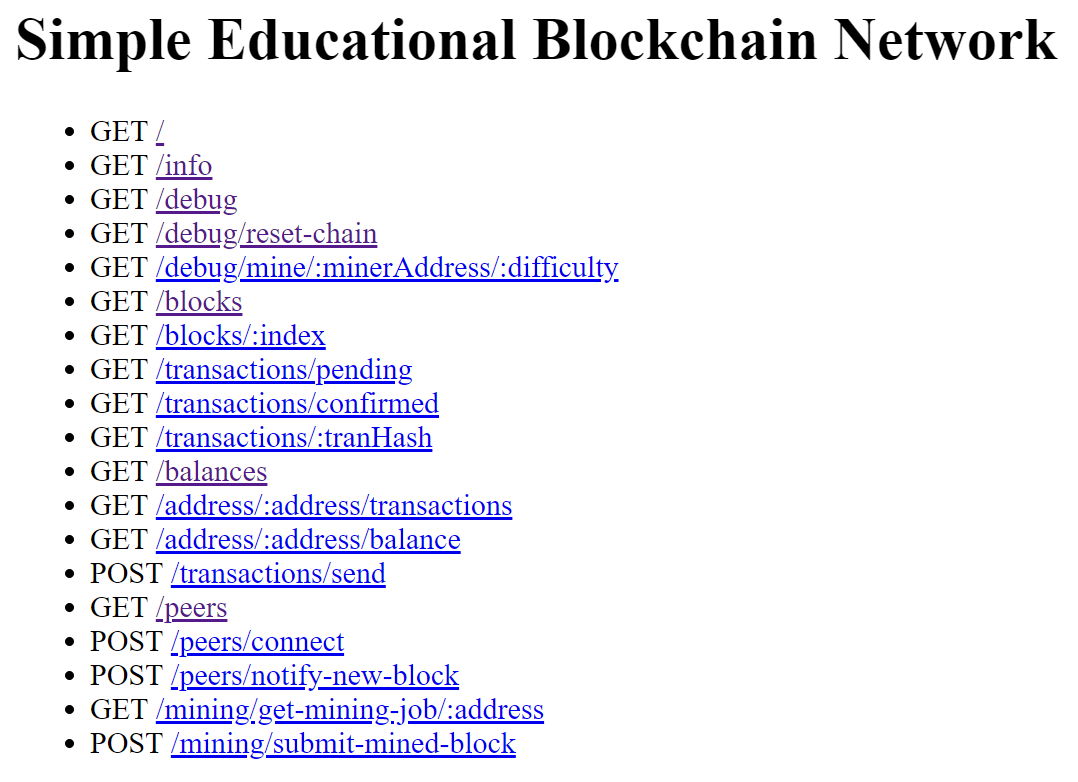 Simple Educational Blockchain Network
GET /
GET /info
GET /debug
GET /debug/reset-chain
GET /debug/mine/:minerAddress/:difficulty
GET /blocks
GET /blocks/:index
GET /transactions/pending
GET /transactions/confirmed
GET /transactions/:tranHash
GET /balances
GET /address/:address/transactions
GET /address/:address/balance
POST /transactions/send
GET /peers
POST /peers/connect
POST /peers/notify-new-block
GET /mining/get-mining-job/:address
POST /mining/submit-mined-block